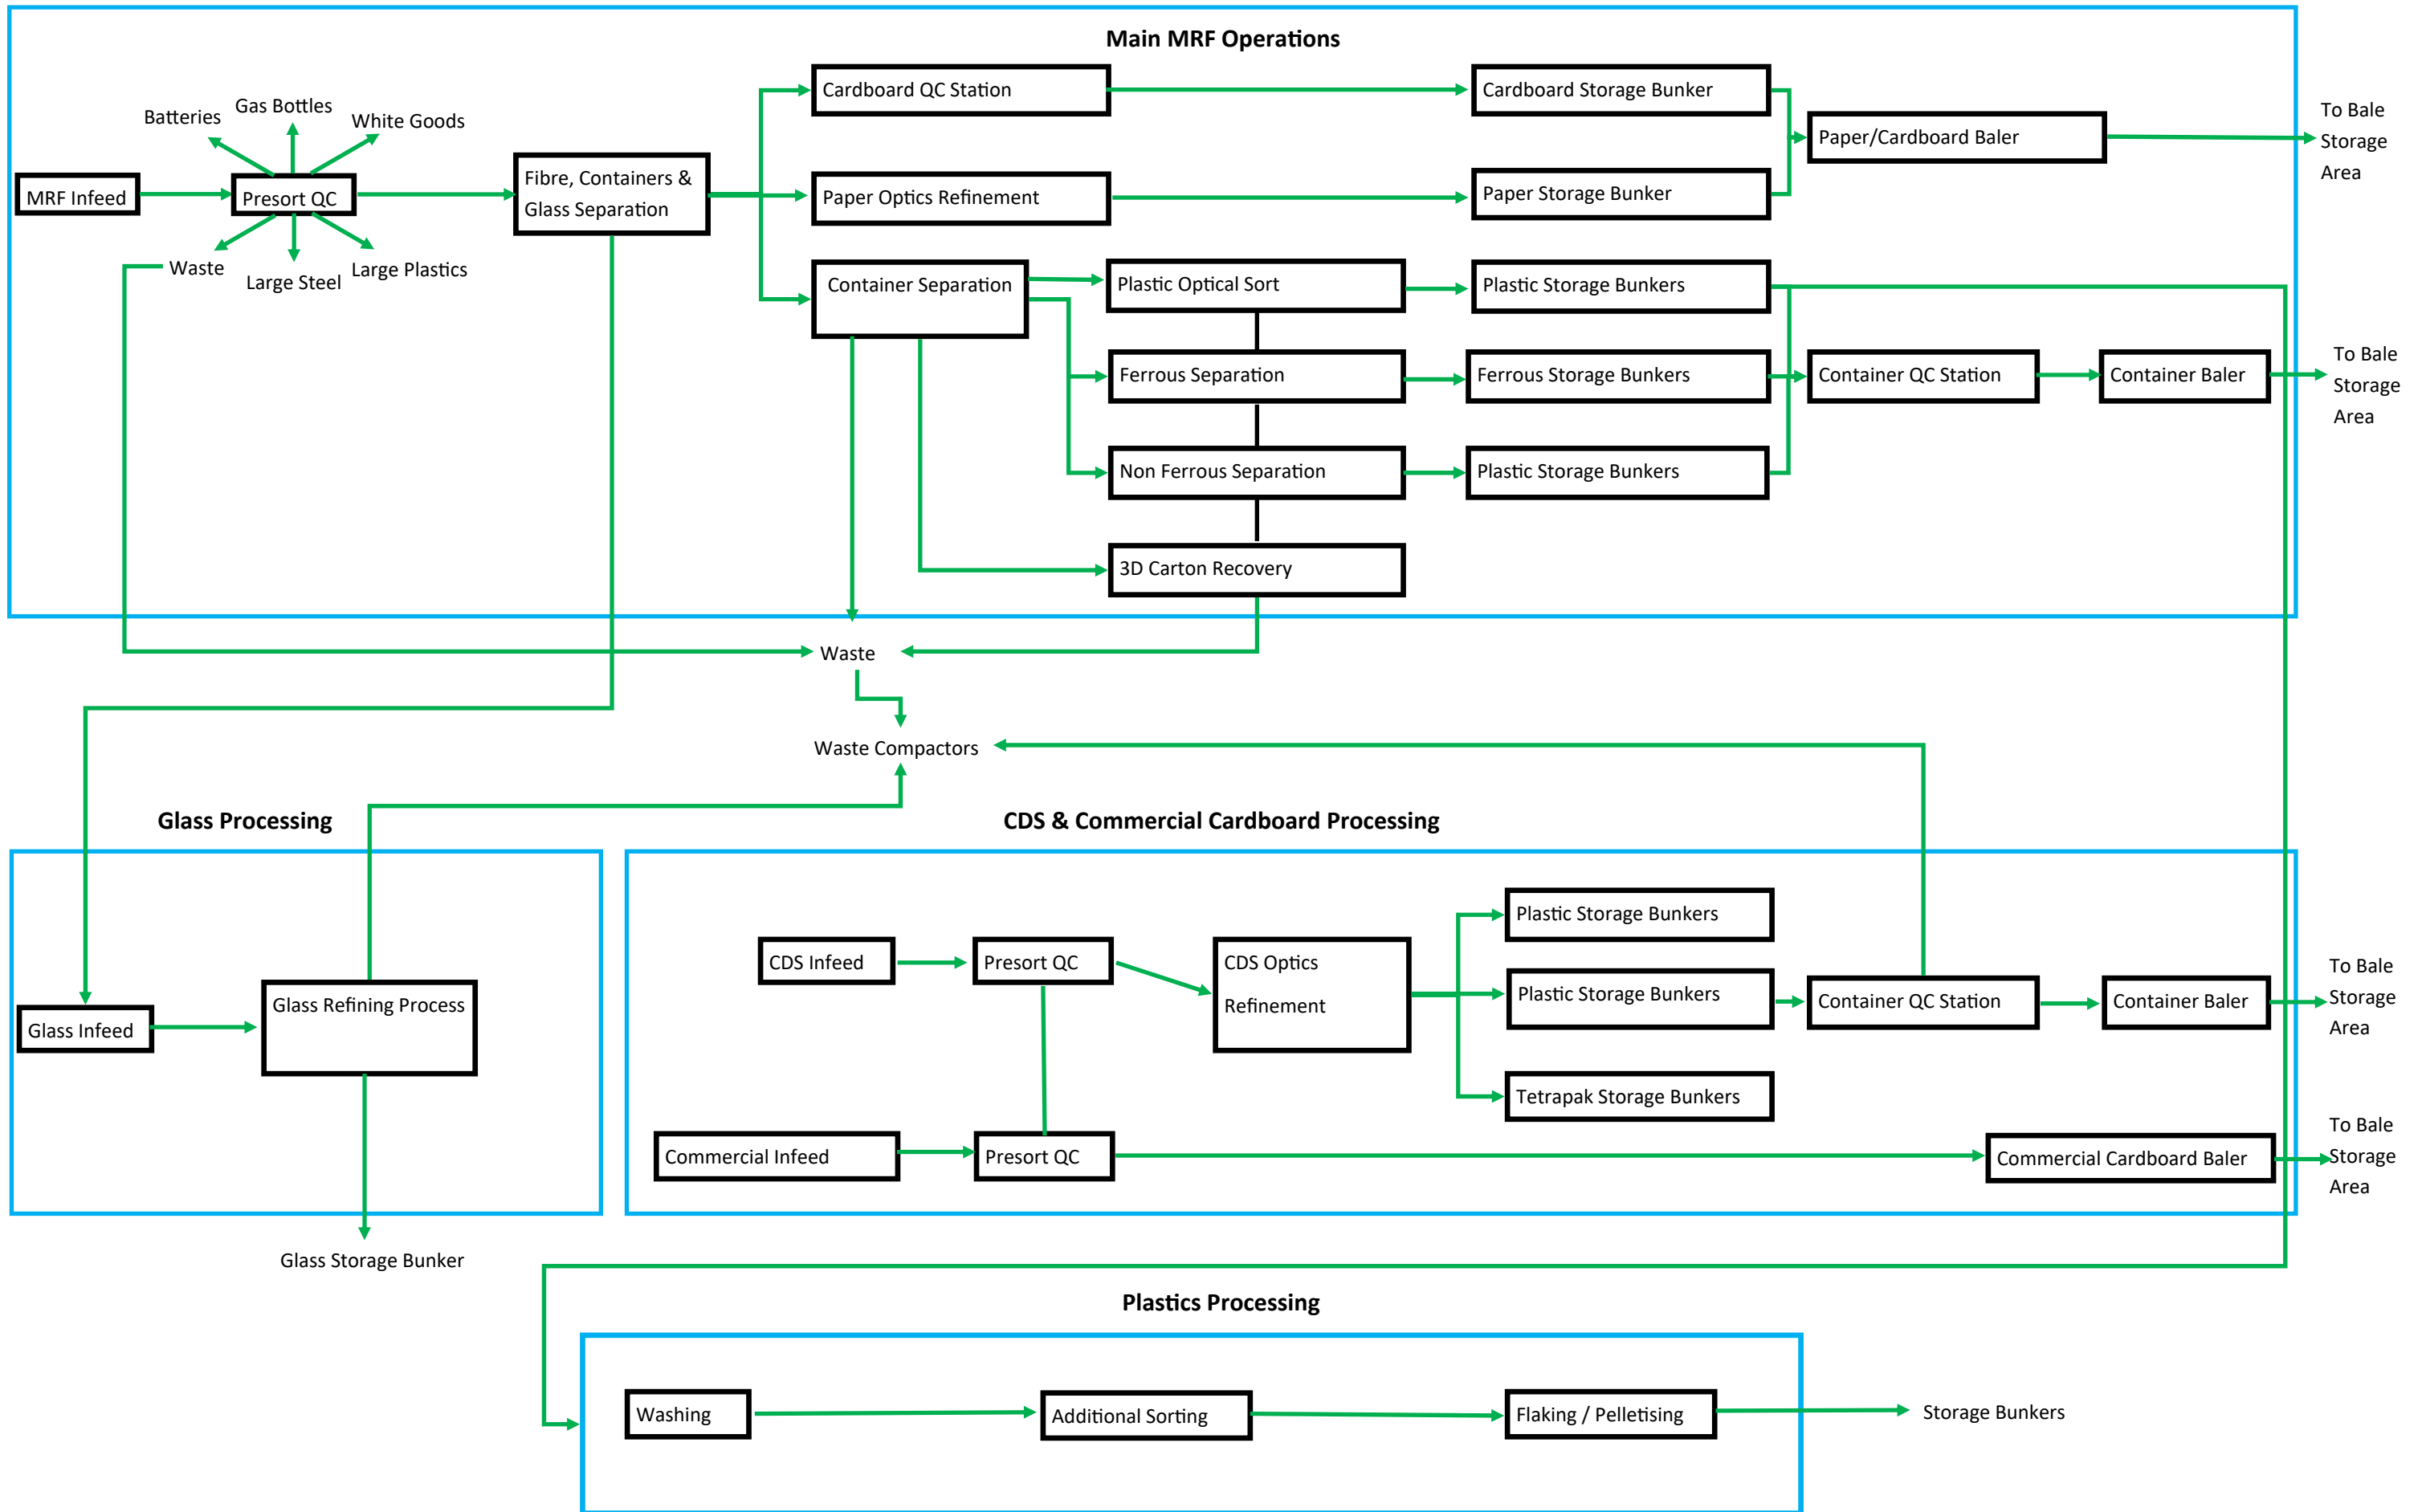 Main MRF Operations
Batteries
Gas Bottles
White Goods
MRF Infeed
Presort QC
Waste
Large Steel
Large Plastics
Fibre, Containers &
Glass Separation
Cardboard QC Station
Cardboard Storage Bunker
Paper/Cardboard Baler
To Bale
Storage
Area
Paper Optics Refinement
Paper Storage Bunker
Container Separation
Plastic Optical Sort
Plastic Storage Bunkers
Ferrous Separation
Ferrous Storage Bunkers
Container QC Station
Container Baler
To Bale
Storage
Area
Non Ferrous Separation
Plastic Storage Bunkers
3D Carton Recovery
Waste
Waste Compactors
Glass Processing
Glass Infeed
Glass Refining Process
Glass Storage Bunker
CDS & Commercial Cardboard Processing
CDS Infeed
Presort QC
CDS Optics
Refinement
Plastic Storage Bunkers
Plastic Storage Bunkers
Tetrapak Storage Bunkers
Container QC Station
Container Baler
To Bale
Storage
Area
Commercial Infeed
Presort QC
Commercial Cardboard Baler
To Bale
Storage
Area
Plastics Processing
Washing
Additional Sorting
Flaking / Pelletising
Storage Bunkers